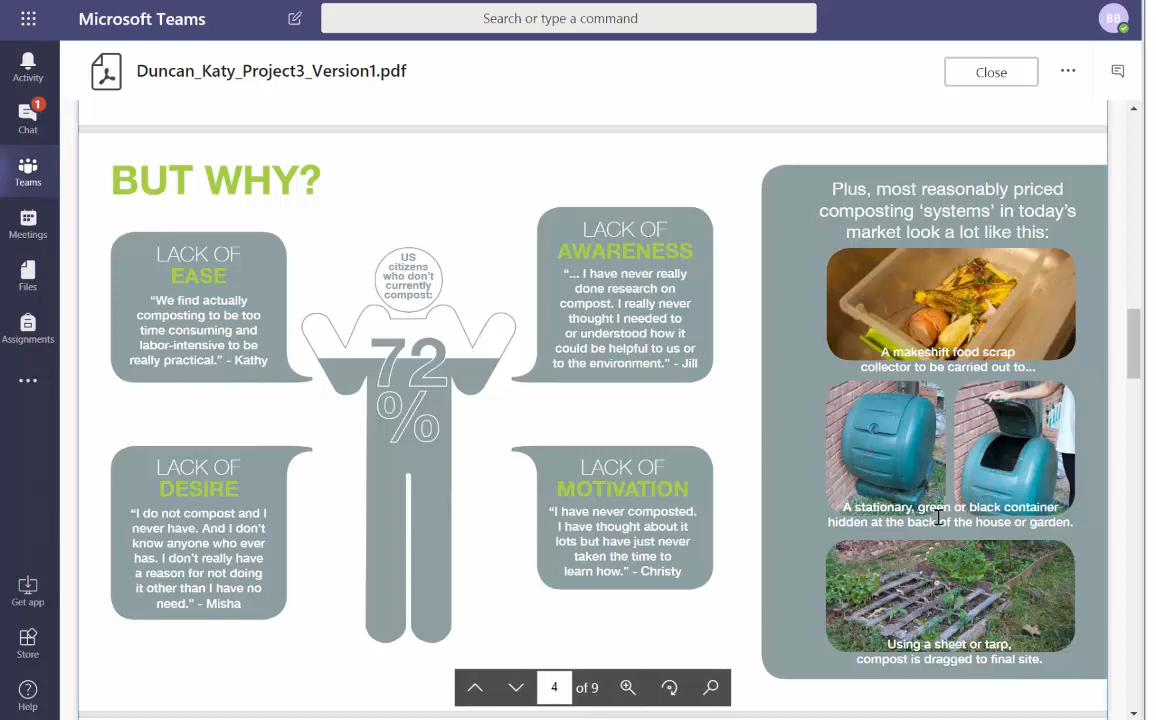 Microsoft Teams
Search or type a command
BB
Activity
1
Chat
Teams
Meetings
Files
Assignments
Get app
Store
Help
Duncan_Katy_Project3_Version1.pdf
Close
BUT WHY?
LACK OF
EASE
“We find actually
composting to be too
time consuming and
labor-intensive to be
really practical.” - Kathy
US
citizens
who don’t
currently
compost:
72
%
LACK OF
AWARENESS
“... I have never really
done research on
compost. I really never
thought I needed to
or understood how it
could be helpful to us or
to the environment.” - Jill
LACK OF
DESIRE
“I do not compost and I
never have. And I don’t
know anyone who ever
has. I don’t really have
a reason for not doing
it other than I have no
need.” - Misha
LACK OF
MOTIVATION
“I have never composted.
I have thought about it
lots but have just never
taken the time to
learn how.” - Christy
Plus, most reasonably priced
composting ‘systems’ in today’s
market look a lot like this:
A makeshift food scrap
collector to be carried out to...
A stationary, green or black container
hidden at the back of the house or garden.
Using a sheet or tarp,
compost is dragged to final site.
4 of 9